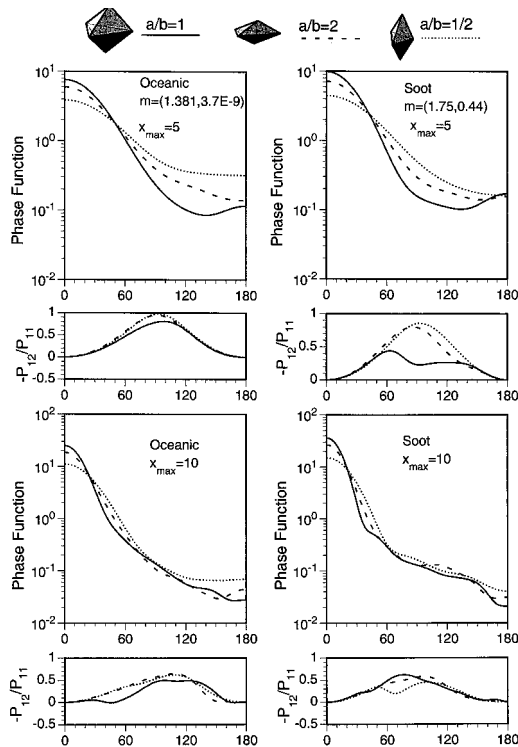 a/b=1 a/b=2 a/b=1/2
Oceanic
m=(1.381,3.7E-9)
x_max=5
Phase Function
10^1
10^0
10^-1
10^-2
0 60 120 180
Soot
m=(1.75,0.44)
x_max=5
Phase Function
10^1
10^0
10^-1
10^-2
0 60 120 180
-P_12/P_11
1
0.5
0
0.5
0 60 120 180
-P_12/P_11
1
0.5
0
0 60 120 180
Oceanic
x_max=10
Phase Function
10^2
10^1
10^0
10^-1
10^-2
0 60 120 180
Soot
x_max=10
Phase Function
10^2
10^1
10^0
10^-1
10^-2
0 60 120 180
-P_12/P_11
1
0.5
0
0.5
0 60 120 180
-P_12/P_11
1
0.5
0
0.5
0 60 120 180